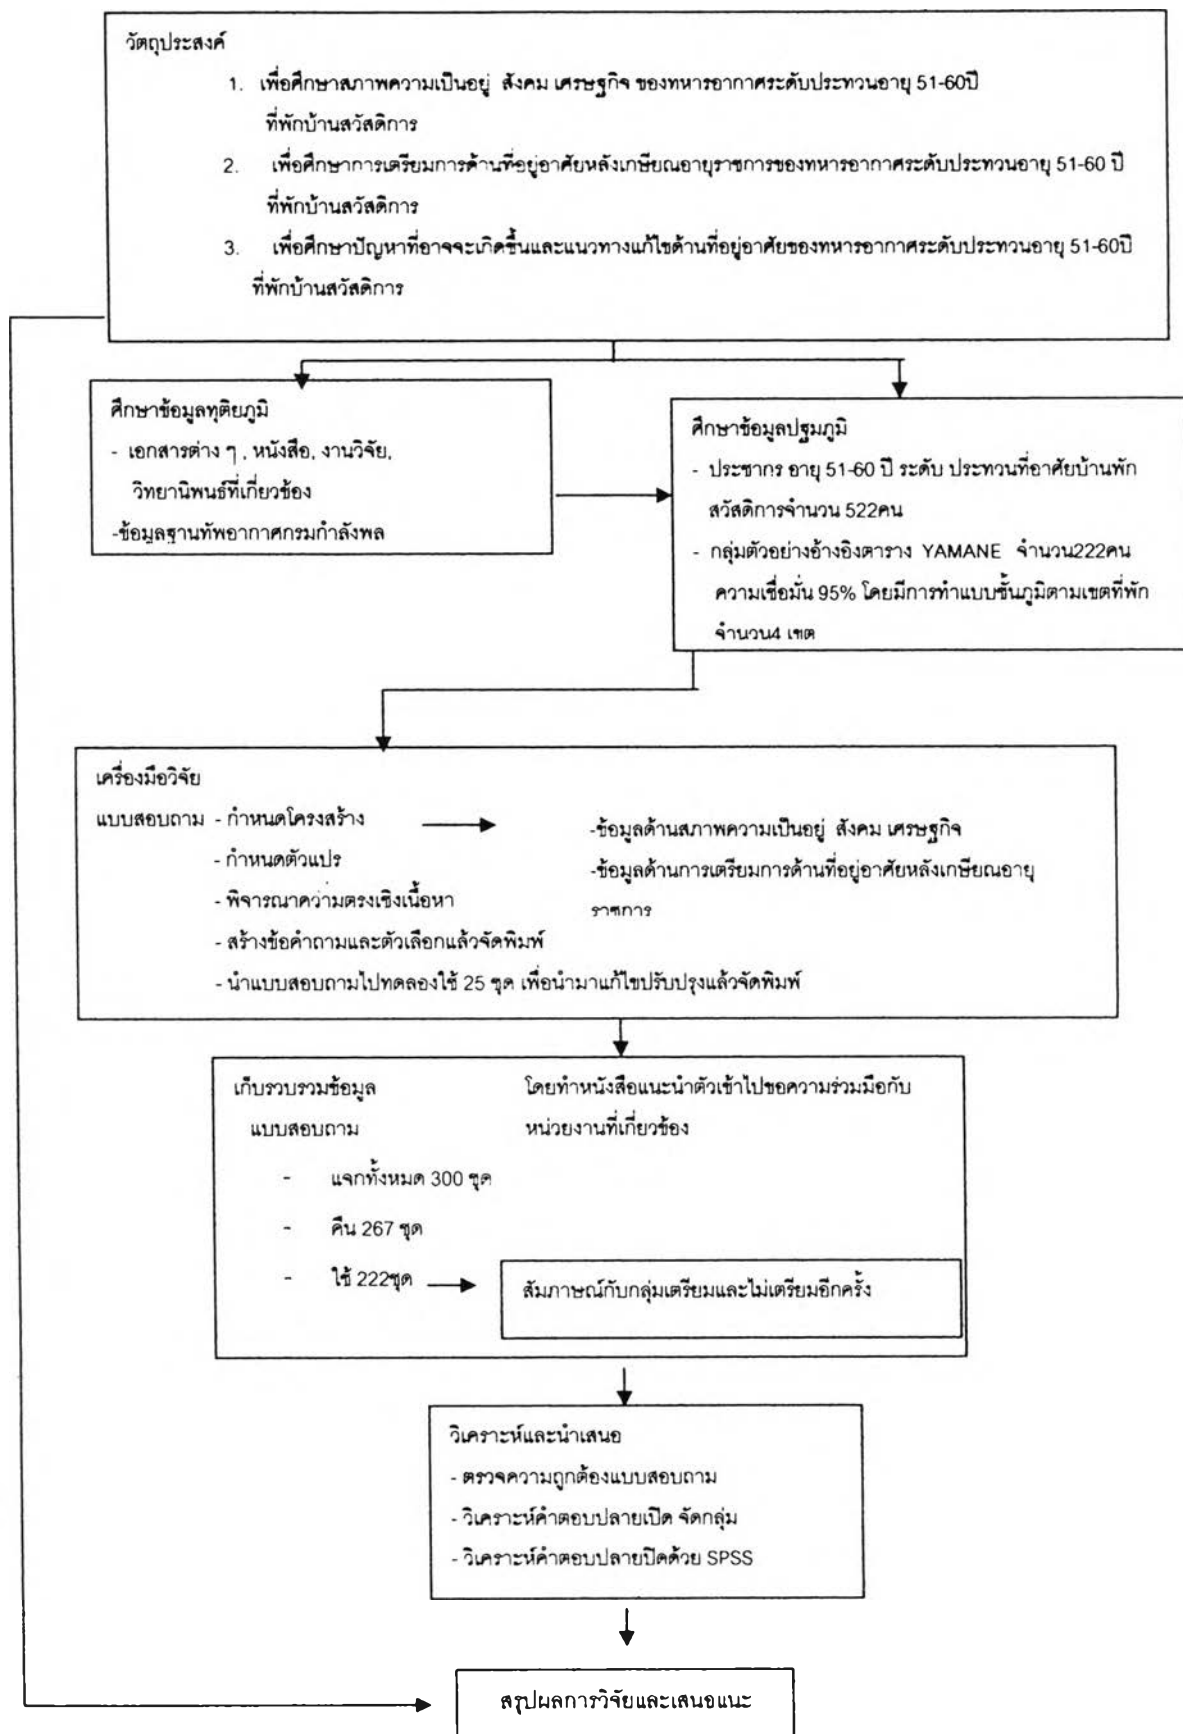 วัตถุประสงค์
1. เพื่อศึกษาสภาพความเป็นอยู่ สังคม เศรษฐกิจ ของทหารอากาศระดับประทวนอายุ 51-60ปี
ที่พักบ้านสวัสดิการ
2. เพื่อศึกษาการเตรียมการด้านที่อยู่อาศัยหลังเกษียณอายุราชการของทหารอากาศระดับประทวนอายุ 51-60 ปี
ที่พักบ้านสวัสดิการ
3. เพื่อศึกษาปัญหาที่อาจจะเกิดขึ้นและแนวทางแก้ไขด้านที่อยู่อาศัยของทหารอากาศระดับประทวนอายุ 51-60ปี
ที่พักบ้านสวัสดิการ
ศึกษาข้อมูลทุติยภูมิ
- เอกสารต่าง ๆ , หนังสือ, งานวิจัย,
วิทยานิพนธ์ที่เกี่ยวข้อง
-ข้อมูลฐานทัพอากาศกรมกำลังพล
ศึกษาข้อมูลปฐมภูมิ
- ประชากร อายุ 51-60 ปี ระดับ ประทวนที่อาศัยบ้านพัก
สวัสดิการจำนวน 522คน
- กลุ่มตัวอย่างอ้างอิงตาราง YAMANE จำนวน222คน
ความเชื่อมั่น 95% โดยมีการทำแบบชั้นภูมิตามเขตที่พัก
จำนวน4 เขต
เครื่องมือวิจัย
แบบสอบถาม - กำหนดโครงสร้าง
- กำหนดตัวแปร
- พิจารณาความตรงเชิงเนื้อหา
- สร้างข้อคำถามและตัวเลือกแล้วจัดพิมพ์
- นำแบบสอบถามไปทดลองใช้ 25 ชุด เพื่อนำมาแก้ไขปรับปรุงแล้วจัดพิมพ์
-ข้อมูลด้านสภาพความเป็นอยู่ สังคม เศรษฐกิจ
-ข้อมูลด้านการเตรียมการด้านที่อยู่อาศัยหลังเกษียณอายุ
ราชการ
เก็บรวบรวมข้อมูล
แบบสอบถาม
โดยทำหนังสือแนะนำตัวเข้าไปขอความร่วมมือกับ
หน่วยงานที่เกี่ยวข้อง
- แจกทั้งหมด 300 ชุด
- คืน 267 ชุด
- ใช้ 222ชุด
สัมภาษณ์กับกลุ่มเตรียมและไม่เตรียมอีกครั้ง
วิเคราะห์และนำเสนอ
- ตรวจความถูกต้องแบบสอบถาม
- วิเคราะห์คำตอบปลายเปิด จัดกลุ่ม
- วิเคราะห์คำตอบปลายปิดด้วย SPSS
สรุปผลการวิจัยและเสนอแนะ